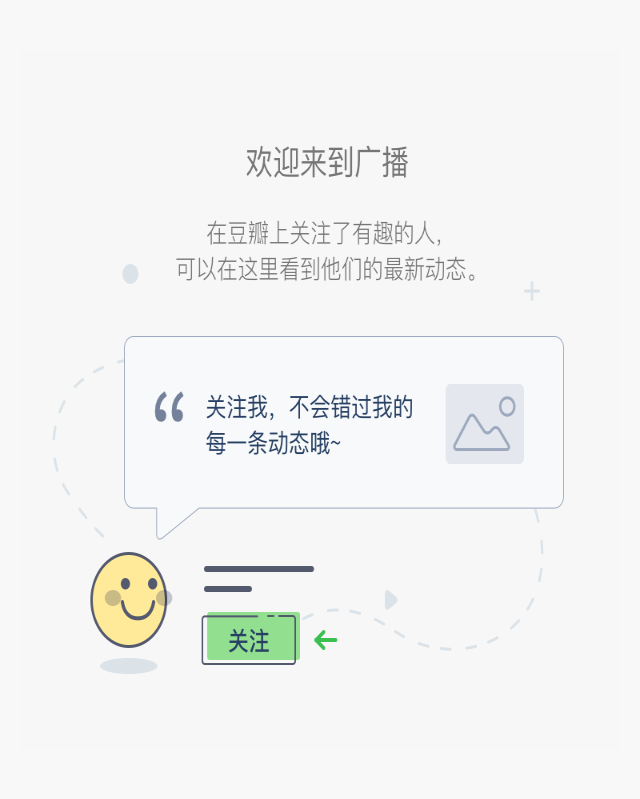 欢迎来到广播
在豆瓣上关注了有趣的人，
可以在这里看到他们的最新动态。
“ 关注我，不会错过我的
每一条动态哦~
关注